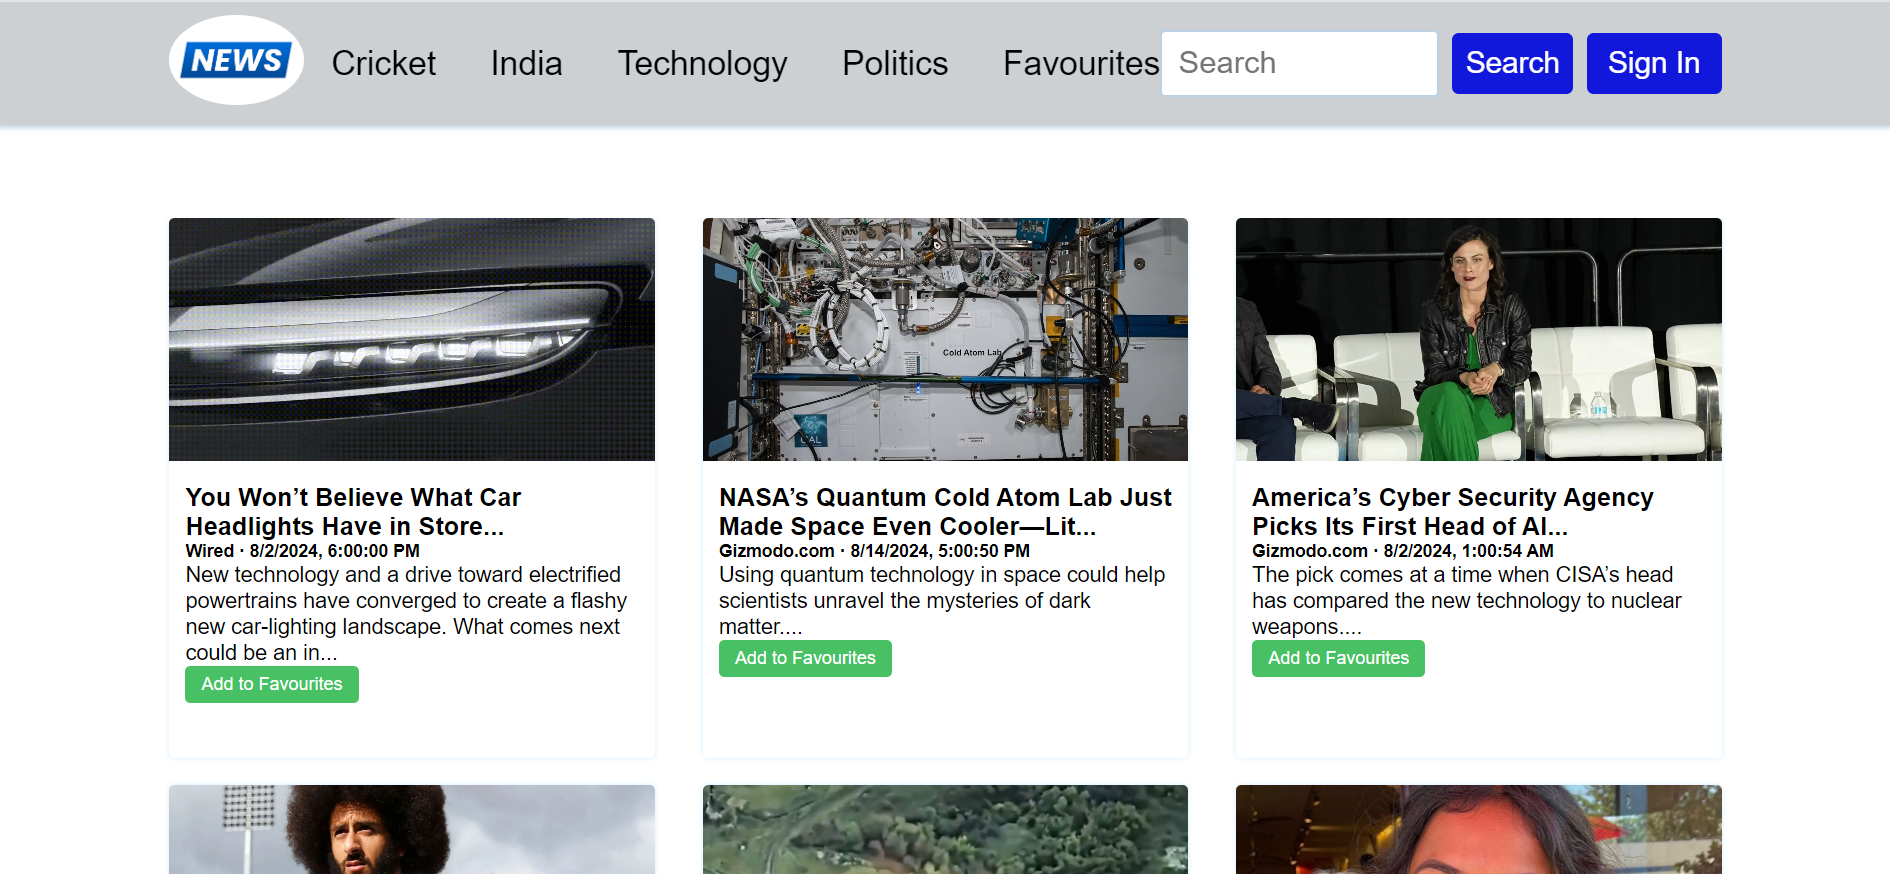 NEWS
Cricket India Technology Politics Favourites Search Search Sign In
Cold Atom Lab
CAL
You Won’t Believe What Car
Headlights Have in Store...
Wired · 8/2/2024, 6:00:00 PM
New technology and a drive toward electrified
powertrains have converged to create a flashy
new car-lighting landscape. What comes next
could be an in...
Add to Favourites
NASA’s Quantum Cold Atom Lab Just
Made Space Even Cooler—Lit...
Gizmodo.com · 8/14/2024, 5:00:50 PM
Using quantum technology in space could help
scientists unravel the mysteries of dark
matter....
Add to Favourites
America’s Cyber Security Agency
Picks Its First Head of AI...
Gizmodo.com · 8/2/2024, 1:00:54 AM
The pick comes at a time when CISA’s head
has compared the new technology to nuclear
weapons....
Add to Favourites